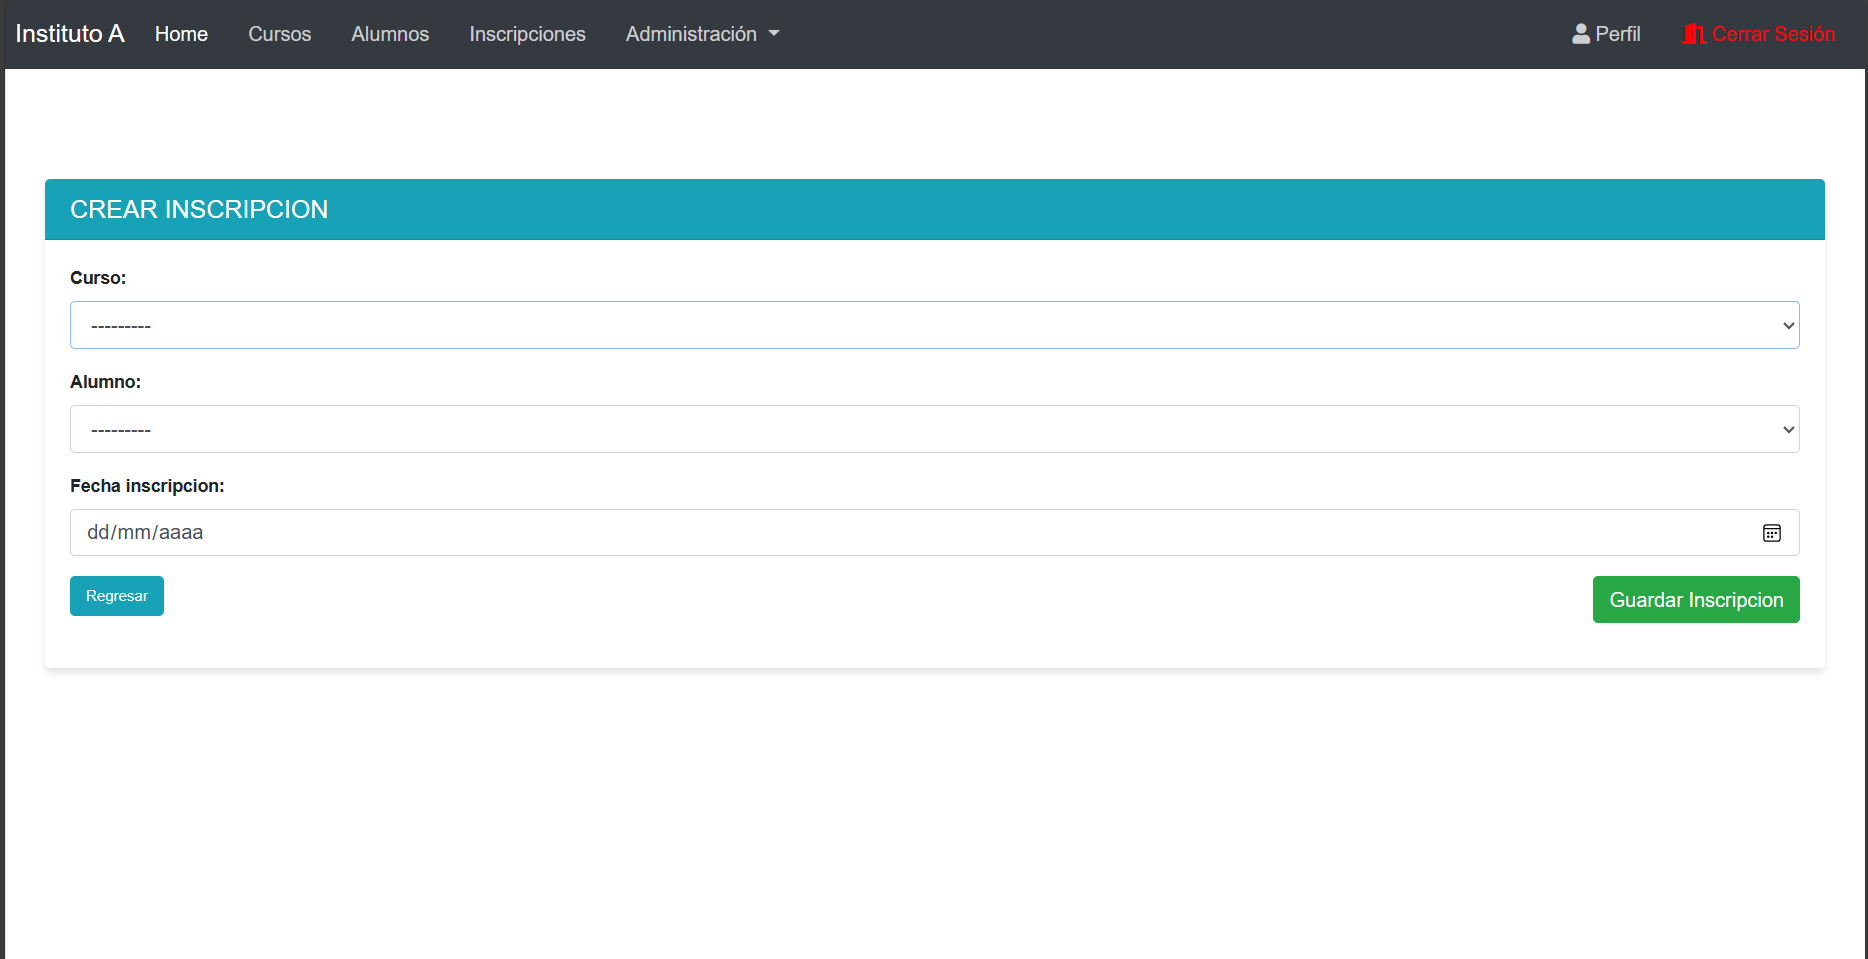 Instituto A Home Cursos Alumnos Inscripciones Administración Perfil Cerrar Sesión
CREAR INSCRIPCION
Curso:
---------
Alumno:
---------
Fecha inscripcion:
dd/mm/aaaa
Regresar Guardar Inscripcion